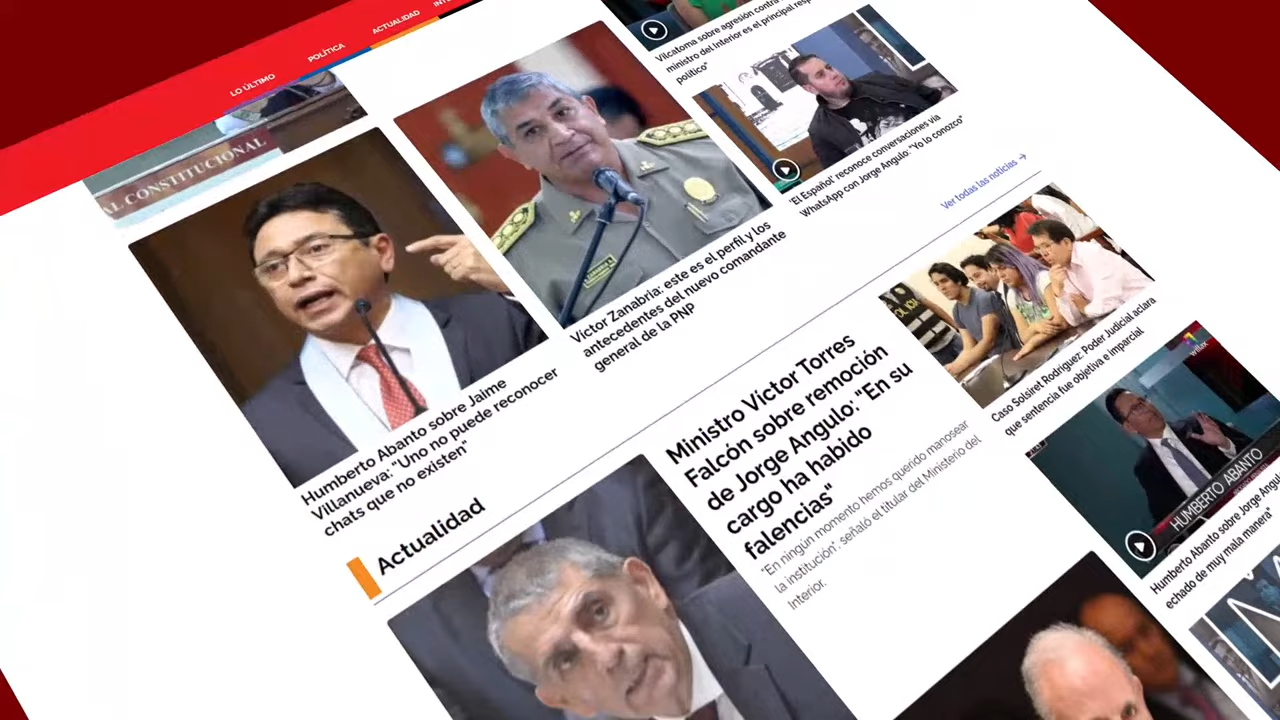 LO ÚLTIMO
POLÍTICA
ACTUALIDAD
AL CONSTITUCIONAL
Humberto Abanto sobre Jaime
Villanueva: "Uno no puede reconocer
chats que no existen"
Víctor Zanabria: este es el perfil y los
antecedentes del nuevo comandante
general de la PNP
Vilcatoma sobre agresión contra
ministro del Interior es el principal
político"
'El Español' reconoce conversaciones vía
WhatsApp con Jorge Angulo: "Yo lo conozco"
Ver todas las noticias →
Actualidad
Ministro Víctor Torres
Falcón sobre remoción
de Jorge Angulo: "En su
cargo ha habido
falencias"
"En ningún momento hemos querido manosear
la institución", señaló el titular del Ministerio del
Interior.
Caso Solsiret Rodríguez: Poder Judicial aclara
que sentencia fue objetiva e imparcial
willax
HUMBERTO ABANTO
Humberto Abanto sobre Jorge
echado de muy mala manera"